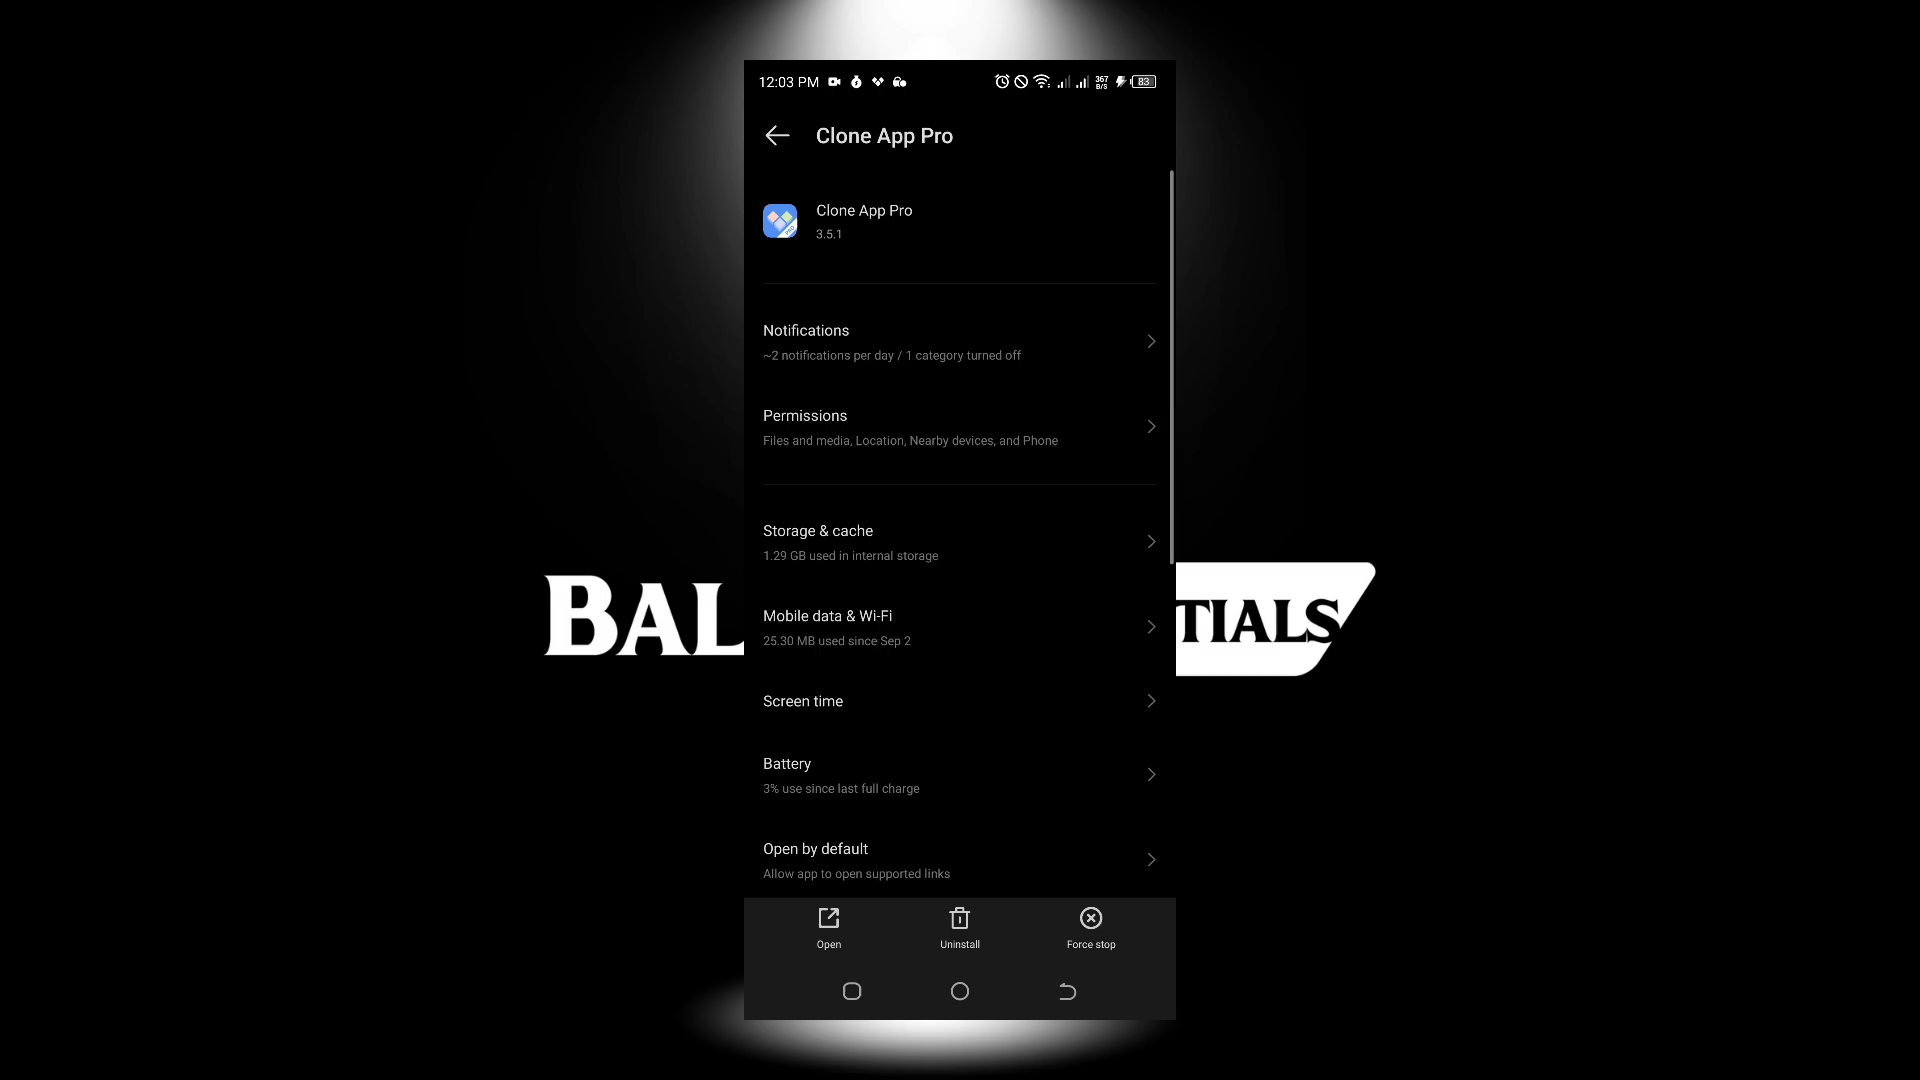 12:03 PM
367
B/S
83
Clone App Pro
Clone App Pro
3.5.1
PRO
Notifications
~2 notifications per day / 1 category turned off
Permissions
Files and media, Location, Nearby devices, and Phone
Storage & cache
1.29 GB used in internal storage
BAL
TIALS
Mobile data & Wi-Fi
25.30 MB used since Sep 2
Screen time
Battery
3% use since last full charge
Open by default
Allow app to open supported links
Open
Uninstall
Force stop